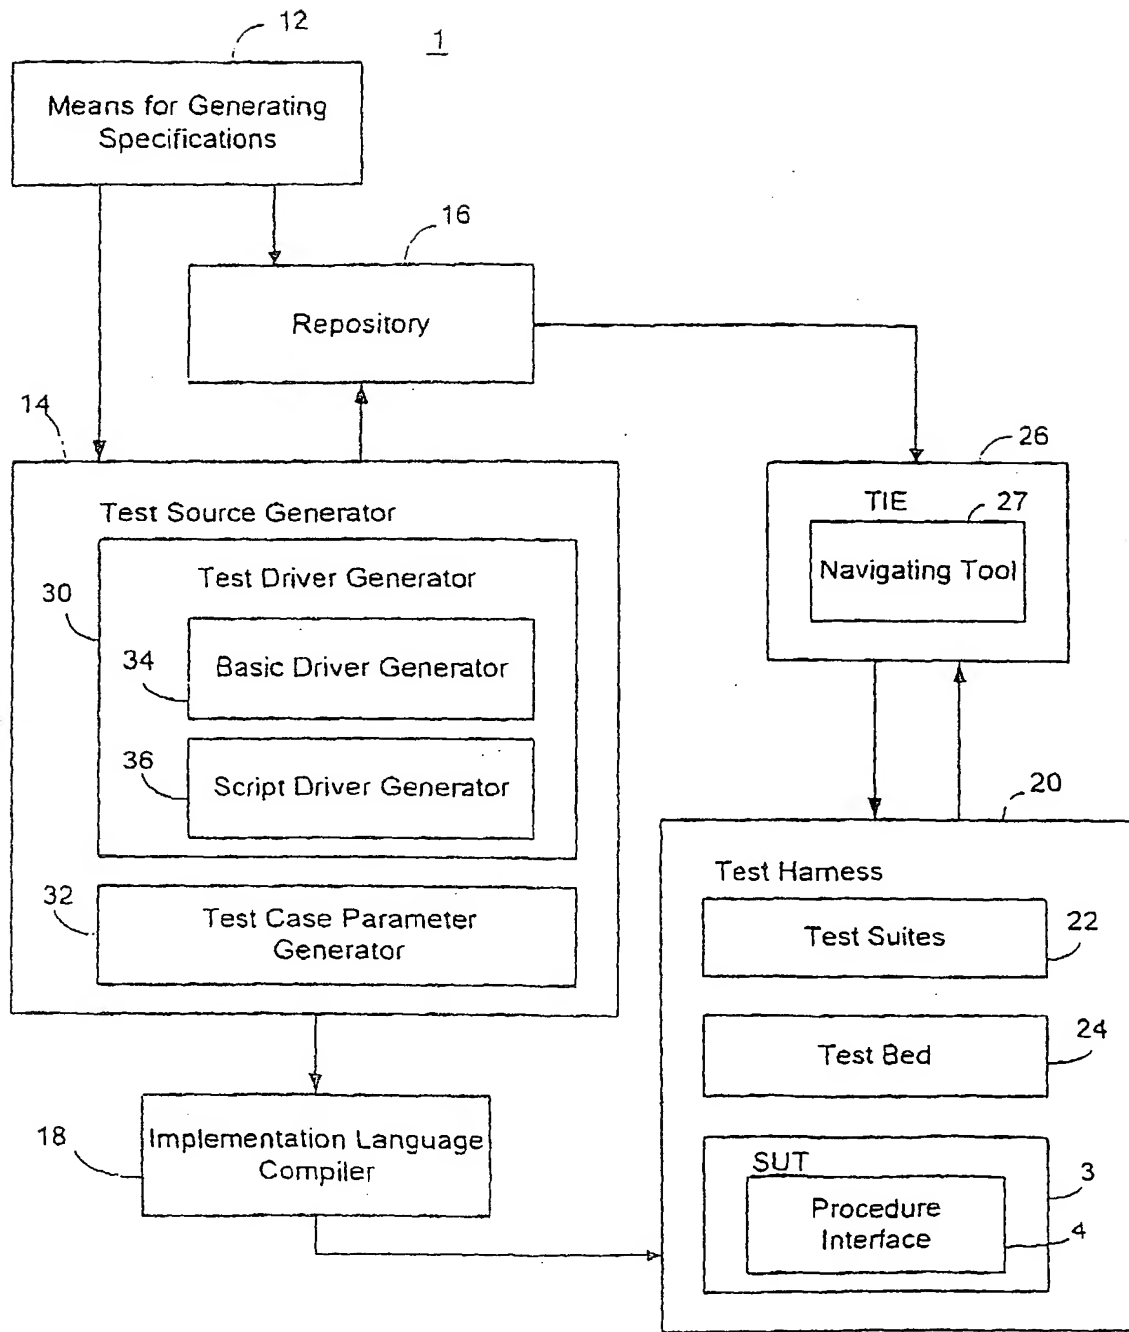 12
1
Means for Generating
Specifications
16
Repository
14
26
Test Source Generator
TIE
27
Navigating Tool
Test Driver Generator
30
34
Basic Driver Generator
36
Script Driver Generator
20
Test Harness
32
Test Case Parameter
Generator
Test Suites
22
Test Bed
24
18
Implementation Language
Compiler
SUT
3
Procedure
Interface
4